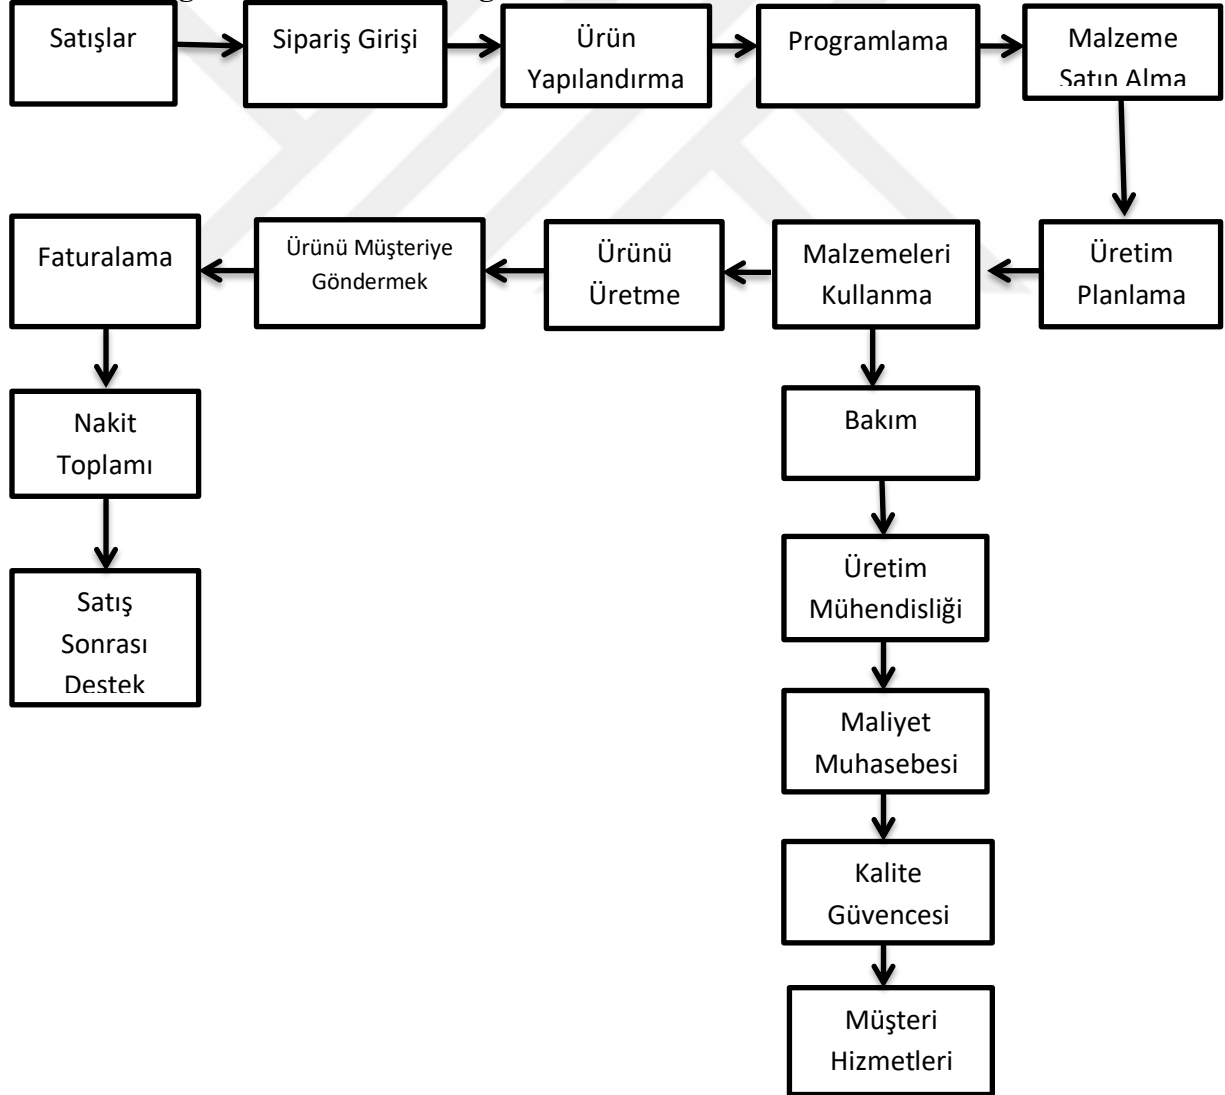 Satışlar
Sipariş Girişi
Ürün
Yapılandırma
Programlama
Malzeme
Satın Alma
Faturalama
Ürünü Müşteriye
Göndermek
Ürünü
Üretme
Malzemeleri
Kullanma
Üretim
Planlama
Nakit
Toplamı
Bakım
Satış
Sonrası
Destek
Üretim
Mühendisliği
Maliyet
Muhasebesi
Kalite
Güvencesi
Müşteri
Hizmetleri